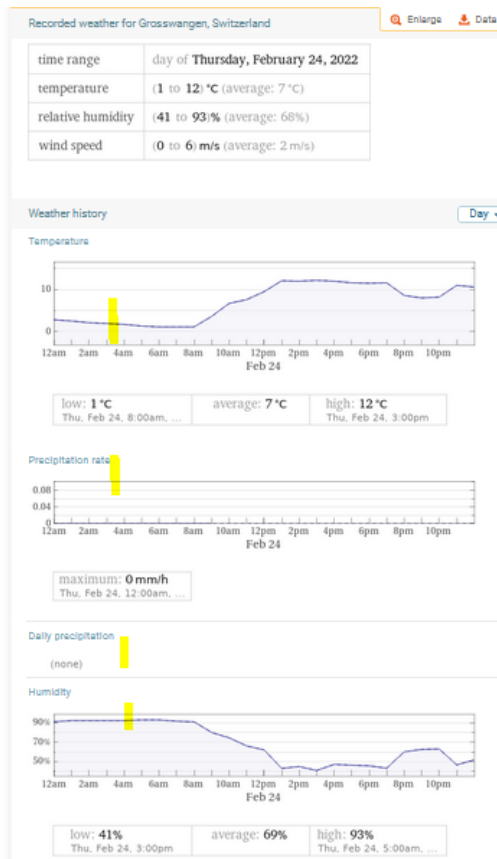 Recorded weather for Grosswangen, Switzerland
Enlarge Data
time range day of Thursday, February 24, 2022
temperature (1 to 12) °C (average: 7 °C)
relative humidity (41 to 93)% (average: 68%)
wind speed (0 to 6) m/s (average: 2 m/s)
Weather history
Day
Temperature
10
0
12am 2am 4am 6am 8am 10am 12pm 2pm 4pm 6pm 8pm 10pm
Feb 24
low: 1 °C average: 7 °C high: 12 °C
Thu, Feb 24, 8:00am, ... Thu, Feb 24, 3:00pm
Precipitation rate
0.08
0.04
0
12am 2am 4am 6am 8am 10am 12pm 2pm 4pm 6pm 8pm 10pm
Feb 24
maximum: 0 mm/h
Thu, Feb 24, 12:00am, ...
Daily precipitation
(none)
Humidity
90%
70%
50%
12am 2am 4am 6am 8am 10am 12pm 2pm 4pm 6pm 8pm 10pm
Feb 24
low: 41% average: 69% high: 93%
Thu, Feb 24, 3:00pm Thu, Feb 24, 5:00am, ...